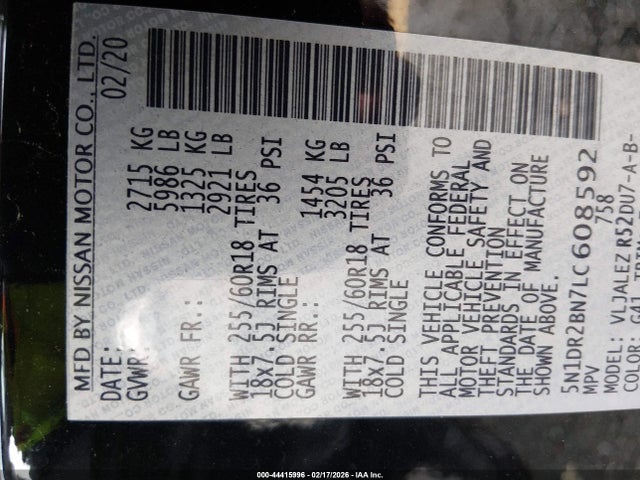 MFD BY NISSAN MOTOR CO., LTD.
DATE: 02/20
GVWR: 2715 KG
5986 LB
GAWR FR.: 1325 KG
2921 LB
WITH 255/60R18 TIRES
18x7.5J RIMS AT 36 PSI
COLD SINGLE
GAWR RR.: 1454 KG
3205 LB
WITH 255/60R18 TIRES
18x7.5J RIMS AT 36 PSI
COLD SINGLE
THIS VEHICLE CONFORMS TO
ALL APPLICABLE FEDERAL
MOTOR VEHICLE SAFETY AND
THEFT PREVENTION
STANDARDS IN EFFECT ON
THE DATE OF MANUFACTURE
SHOWN ABOVE.
5N1DR2BN7LC608592
MPV 758
MODEL: VLJALEZ R52DU7-A-B-
COLOR:
000-44415996 - 02/17/2026 - IAA Inc.